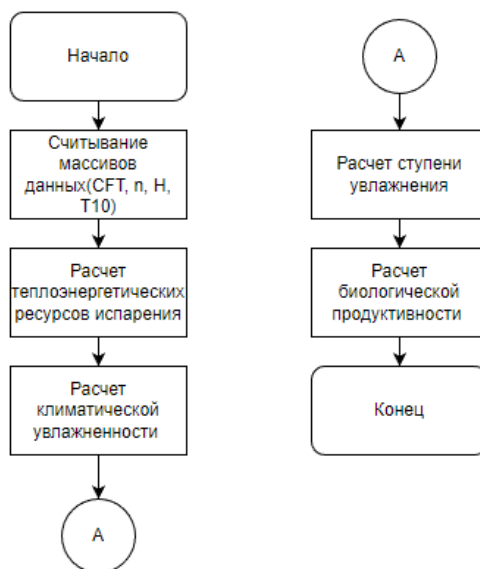 Начало
Считывание
массивов
данных(CFT, n, H,
T10)
Расчет
теплоэнергетических
ресурсов испарения
Расчет
климатической
увлажненности
А
А
Расчет ступени
увлажнения
Расчет
биологической
продуктивности
Конец